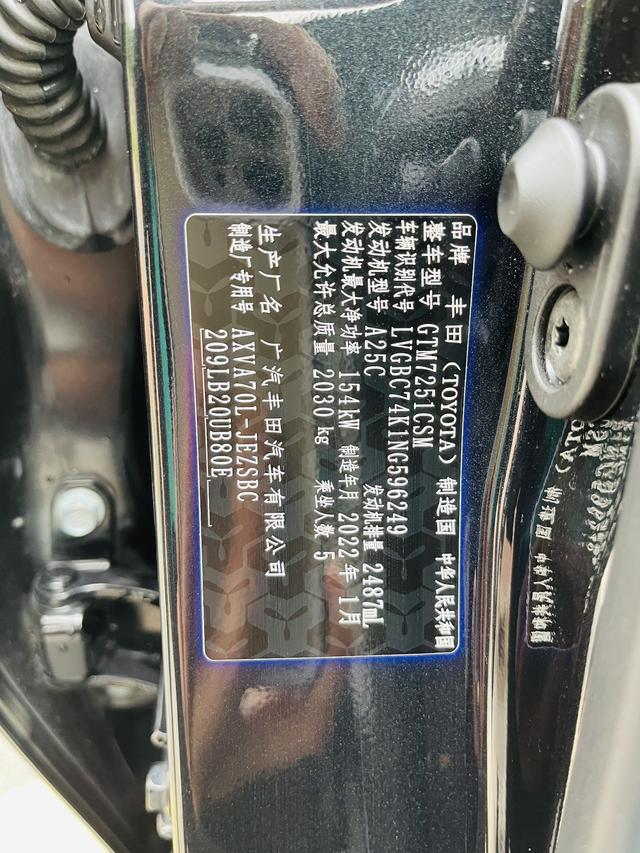 品牌 丰田 (TOYOTA) 制造国 中华人民共和国
整车型号 GTM7251CSM
车辆识别代号 LVGBC74K1NG596249
发动机型号 A25C 发动机排量 2487mL
发动机最大净功率 154kW 制造年月 2022年 1月
最大允许总质量 2030 kg 乘坐人数 5
生产厂名 广汽丰田汽车有限公司
制造厂专用号 AXVA70L-JEZSBC
209LB20UB80E